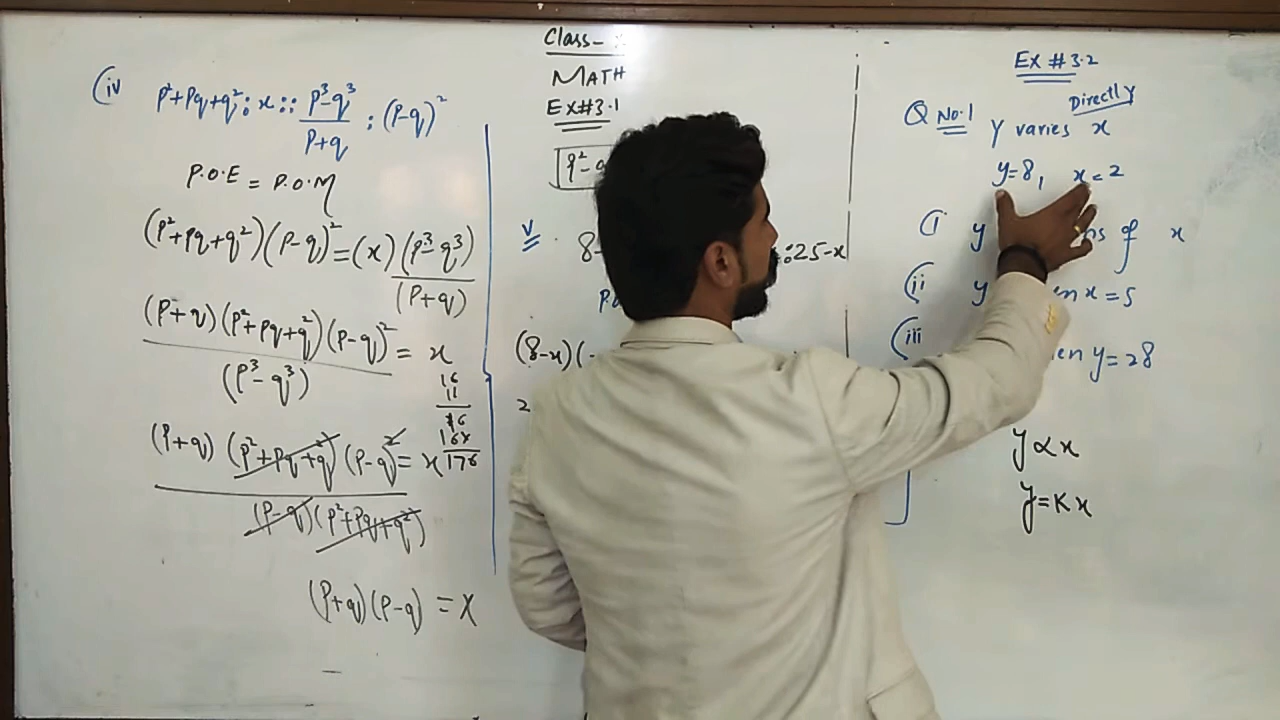 (iv p²+pq+q² : x :: p³-q³/p+q : (p-q)²
P.O.E = P.O.M
(p²+pq+q²)(p-q)² = (x) (p³-q³)/(p+q)
(p+q)(p²+pq+q²)(p-q)²/(p³-q³) = x
16
11
16
16x
176
(p+q)(p²+pq+q²)(p-q)²/(p-q)(p²+pq+q²) = x
(p+q)(p-q) = x
Class-
MATH
EX#3.1
v 8- :25-x
(8-x)(-
2
EX #3.2
Q No.1 y varies Directly x
y=8, x=2
(i y of x
(ii y x=5
(iii y=28
y∝x
y=Kx